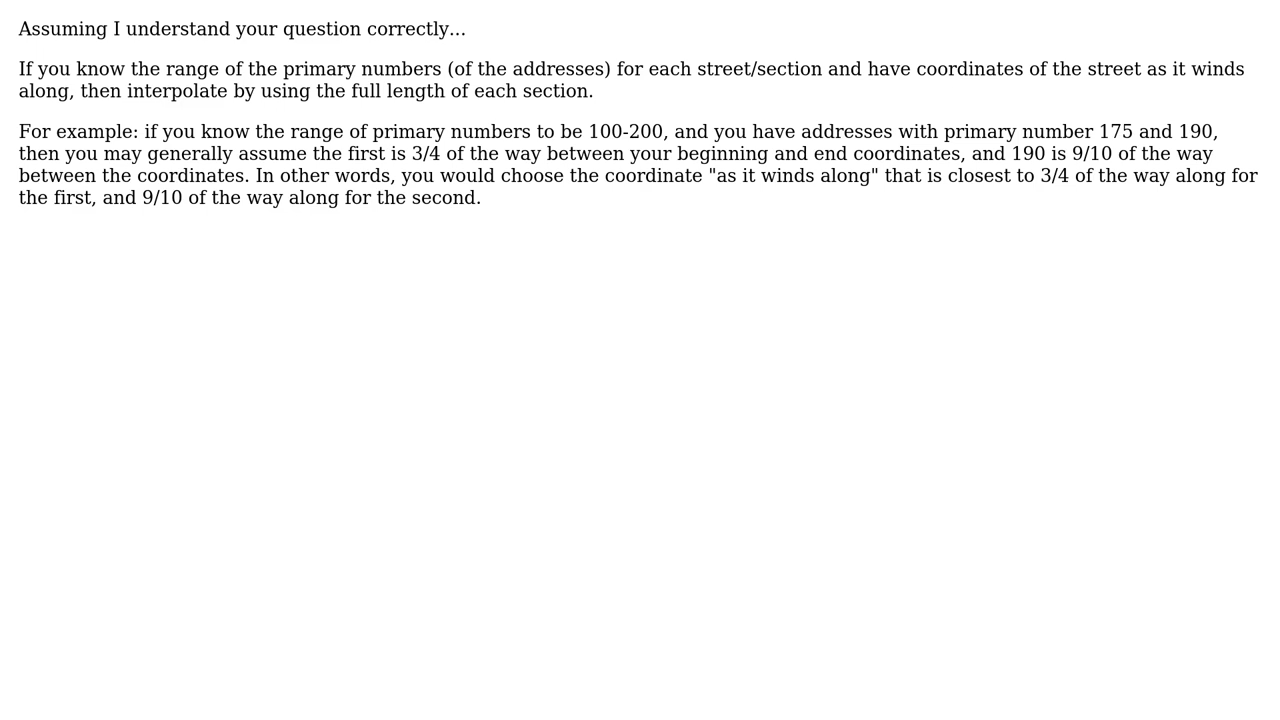 Assuming I understand your question correctly...
If you know the range of the primary numbers (of the addresses) for each street/section and have coordinates of the street as it winds
along, then interpolate by using the full length of each section.
For example: if you know the range of primary numbers to be 100-200, and you have addresses with primary number 175 and 190,
then you may generally assume the first is 3/4 of the way between your beginning and end coordinates, and 190 is 9/10 of the way
between the coordinates. In other words, you would choose the coordinate "as it winds along" that is closest to 3/4 of the way along for
the first, and 9/10 of the way along for the second.